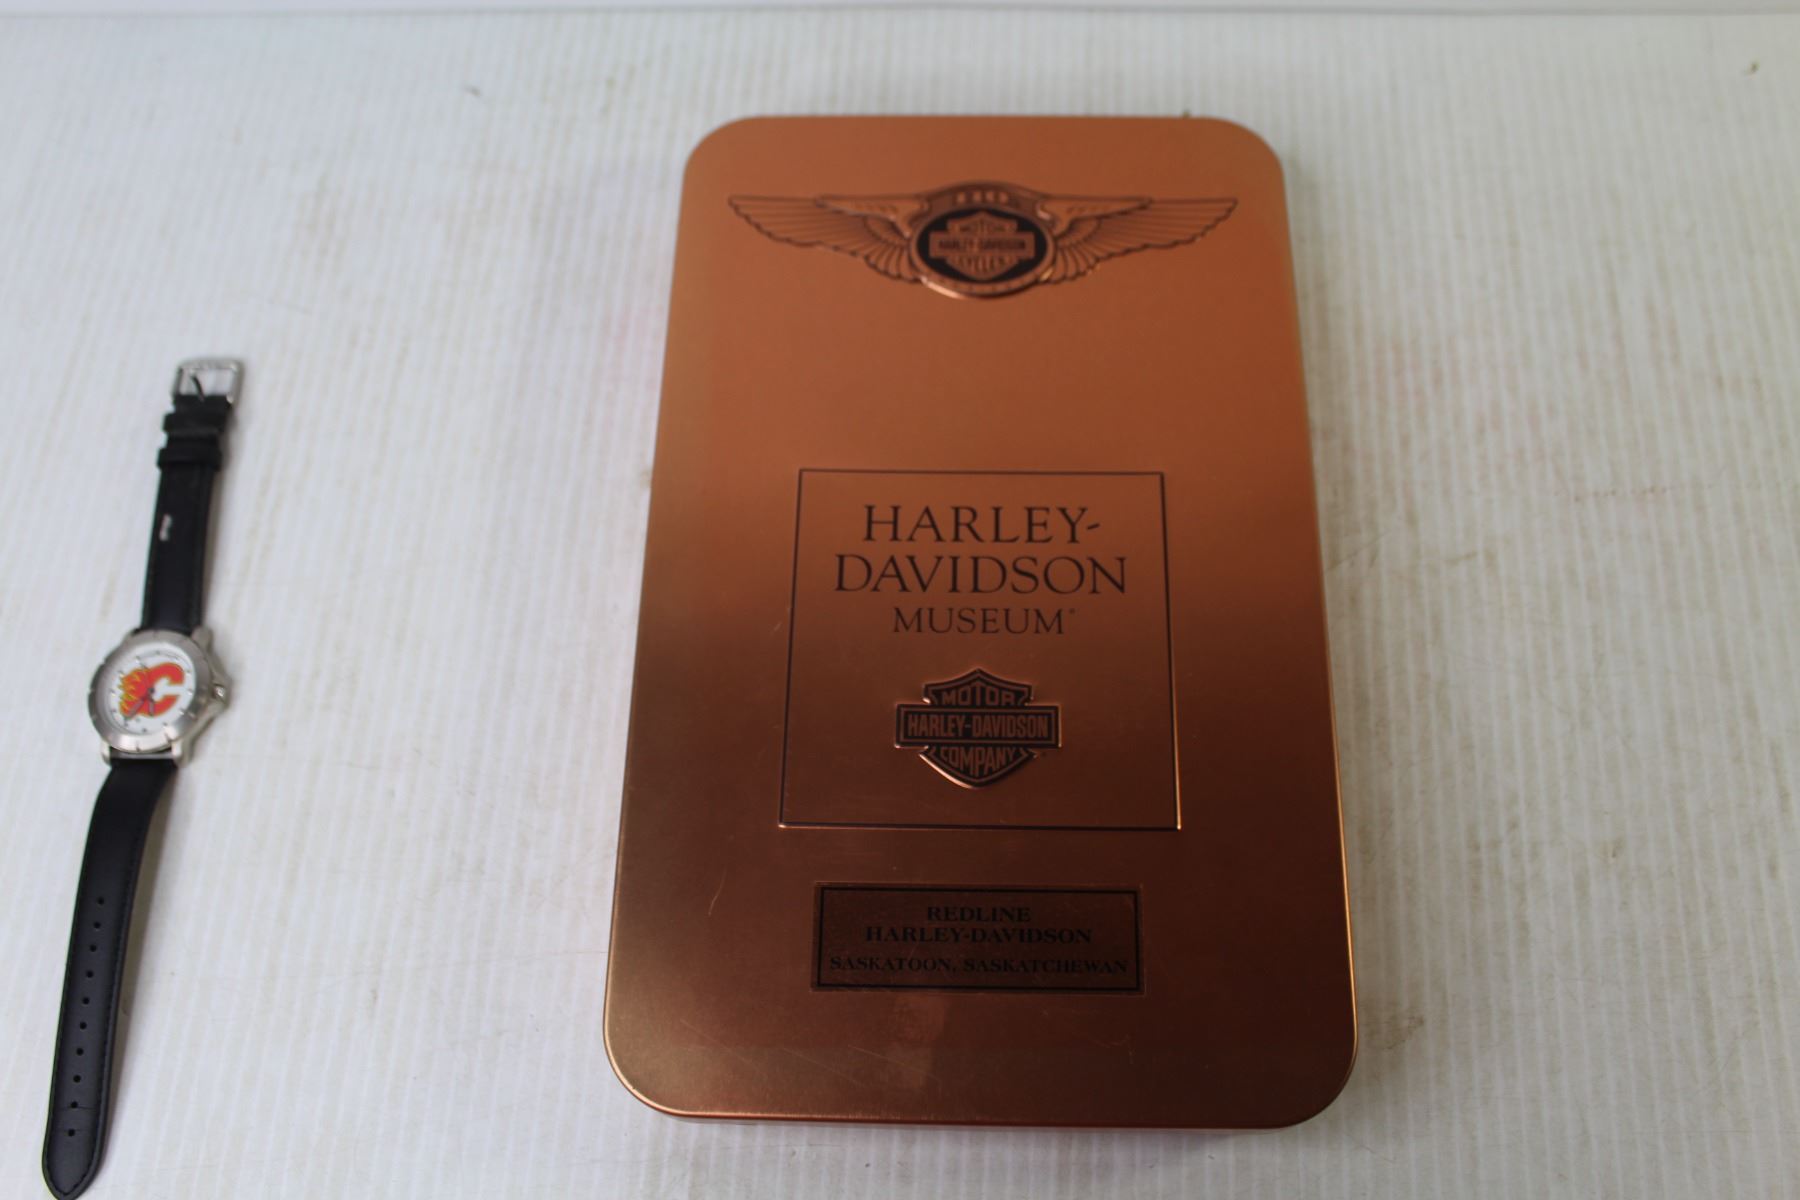 MOTOR
HARLEY-DAVIDSON
CYCLES
HARLEY-
DAVIDSON
MUSEUM
MOTOR
HARLEY-DAVIDSON
COMPANY
REDLINE
HARLEY-DAVIDSON
SASKATOON, SASKATCHEWAN
C